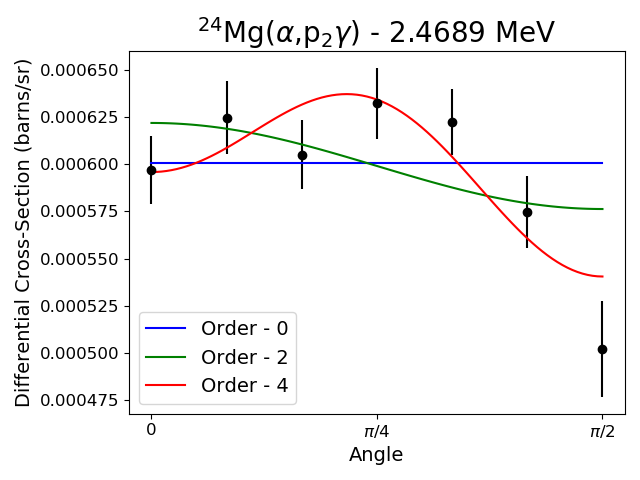 ²⁴Mg(α,p₂γ) - 2.4689 MeV
Differential Cross-Section (barns/sr)
0.000650
0.000625
0.000600
0.000575
0.000550
0.000525
0.000500
0.000475
Order - 0
Order - 2
Order - 4
0 π/4 π/2
Angle